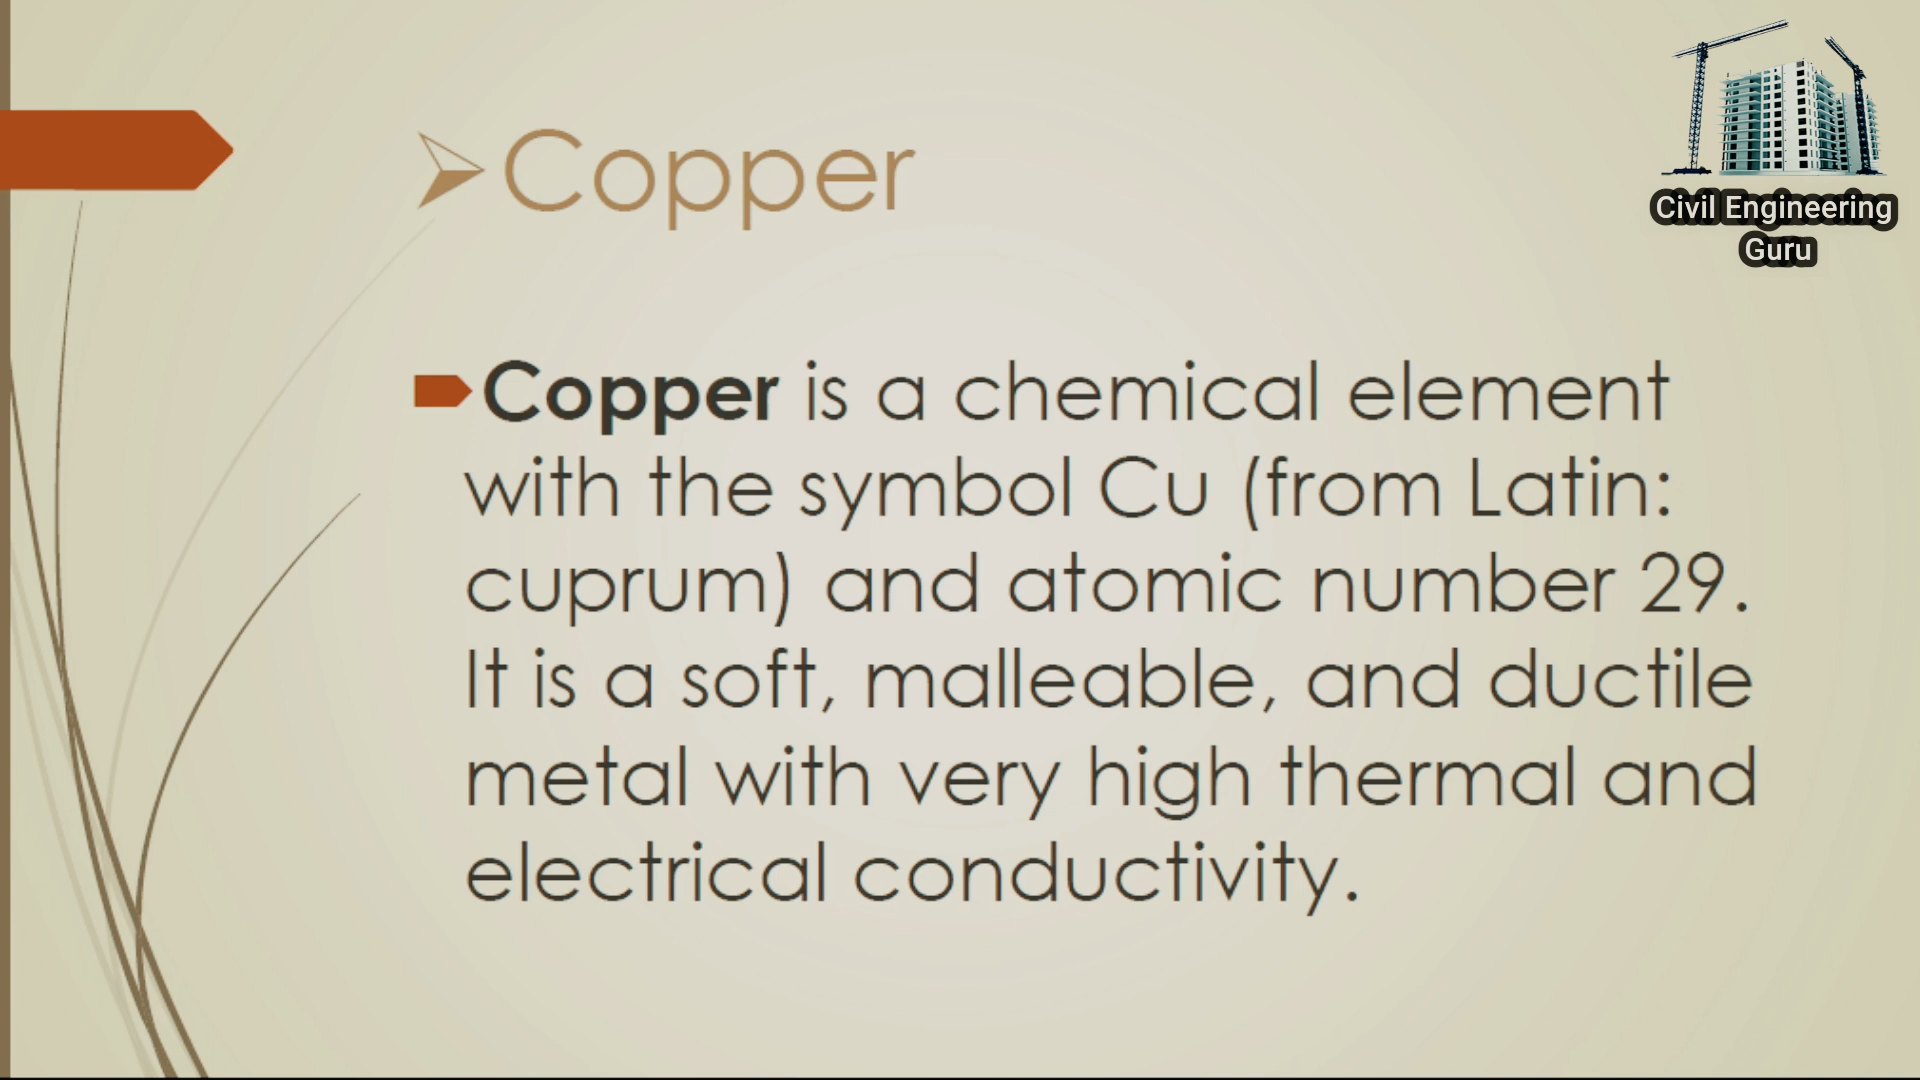 Copper
Civil Engineering
Guru
Copper is a chemical element
with the symbol Cu (from Latin:
cuprum) and atomic number 29.
It is a soft, malleable, and ductile
metal with very high thermal and
electrical conductivity.